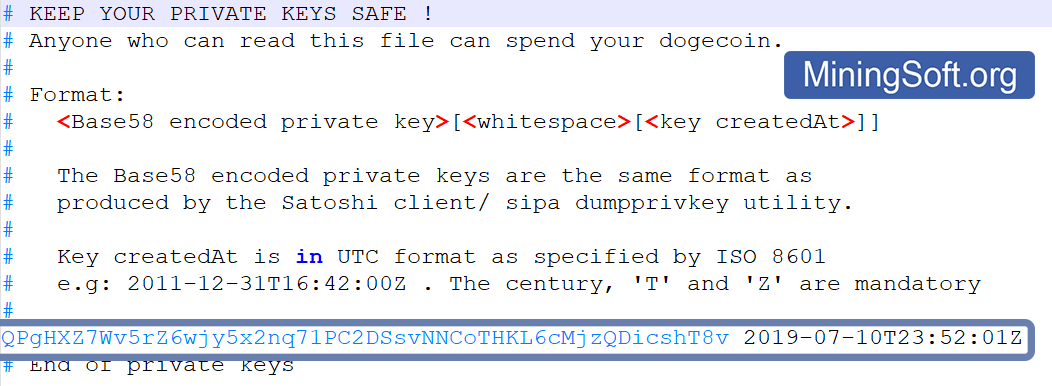 # KEEP YOUR PRIVATE KEYS SAFE !
# Anyone who can read this file can spend your dogecoin.
MiningSoft.org
#
# Format:
#   <Base58 encoded private key>[<whitespace>[<key createdAt>]]
#
#   The Base58 encoded private keys are the same format as
#   produced by the Satoshi client/ sipa dumpprivkey utility.
#
#   Key createdAt is in UTC format as specified by ISO 8601
#   e.g: 2011-12-31T16:42:00Z . The century, 'T' and 'Z' are mandatory
#
QPgHXZ7Wv5rZ6wjy5x2nq71PC2DSsvNNCoTHKL6cMjzQDicshT8v 2019-07-10T23:52:01Z
# End of private keys